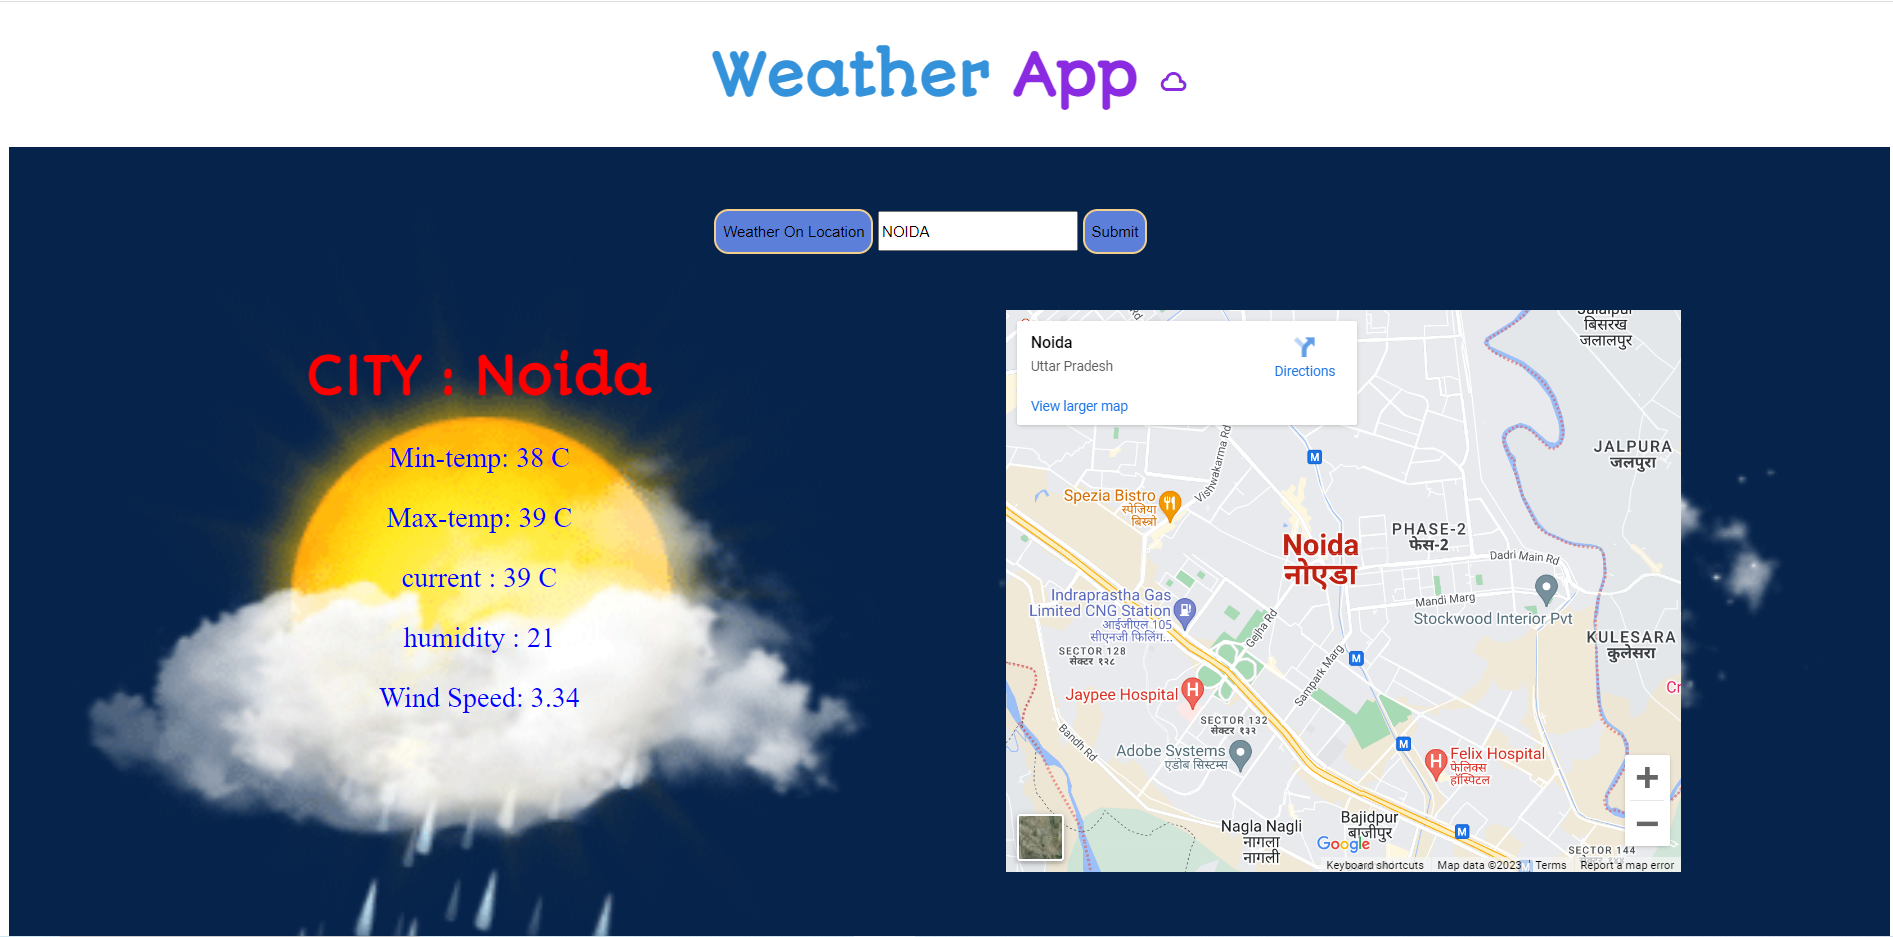 Weather App
Weather On Location
NOIDA
Submit
CITY : Noida
Min-temp: 38 C
Max-temp: 39 C
current : 39 C
humidity : 21
Wind Speed: 3.34
Noida
Uttar Pradesh
Directions
View larger map
बिसरख
जलालपुर
JALPURA
जलपुरा
Vishwakarma Rd
Spezia Bistro
स्पेज़िया
बिस्त्रो
Noida
नोएडा
PHASE-2
फेस-2
Dadri Main Rd
Mandi Marg
Stockwood Interior Pvt
KULESARA
कुलेसरा
Indraprastha Gas
Limited CNG Station
आईजीएल 105
सीएनजी फिलिंग...
SECTOR 128
सेक्टर १२८
Gejha Rd
Sampark Marg
Jaypee Hospital
SECTOR 132
सेक्टर १३२
Bandh Rd
Adobe Systems
एडोब सिस्टम्स
Felix Hospital
फेलिक्स
हॉस्पिटल
Nagla Nagli
नागला
नागली
Bajidpur
बाजीदपुर
Google
SECTOR 144
Keyboard shortcuts
Map data ©2023
Terms
Report a map error